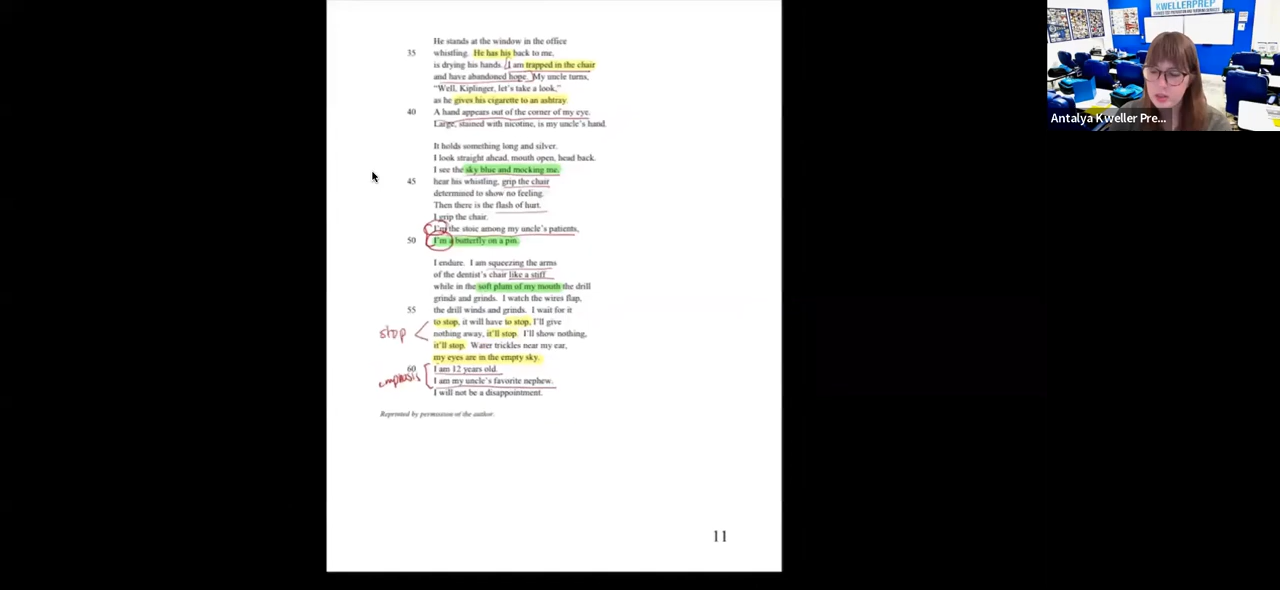 He stands at the window in the office
35 whistling. He has his back to me,
is drying his hands. I am trapped in the chair
and have abandoned hope. My uncle turns,
“Well, Kiplinger, let’s take a look,”
as he gives his cigarette to an ashtray.
40 A hand appears out of the corner of my eye.
Large, stained with nicotine, is my uncle’s hand.
It holds something long and silver.
I look straight ahead, mouth open, head back.
I see the sky blue and mocking me.
45 hear his whistling, grip the chair
determined to show no feeling.
Then there is the flash of hurt.
I grip the chair.
I’m the stoic among my uncle’s patients,
50 I’m a butterfly on a pin.
I endure. I am squeezing the arms
of the dentist’s chair like a stiff
while in the soft plum of my mouth the drill
grinds and grinds. I watch the wires flap,
55 the drill winds and grinds. I wait for it
to stop, it will have to stop, I’ll give
stop nothing away, it’ll stop. I’ll show nothing,
it’ll stop. Water trickles near my ear,
my eyes are in the empty sky.
60 I am 12 years old.
emphasis I am my uncle’s favorite nephew.
I will not be a disappointment.
Reprinted by permission of the author.
11
KWELLERPREP
Antalya Kweller Pre...